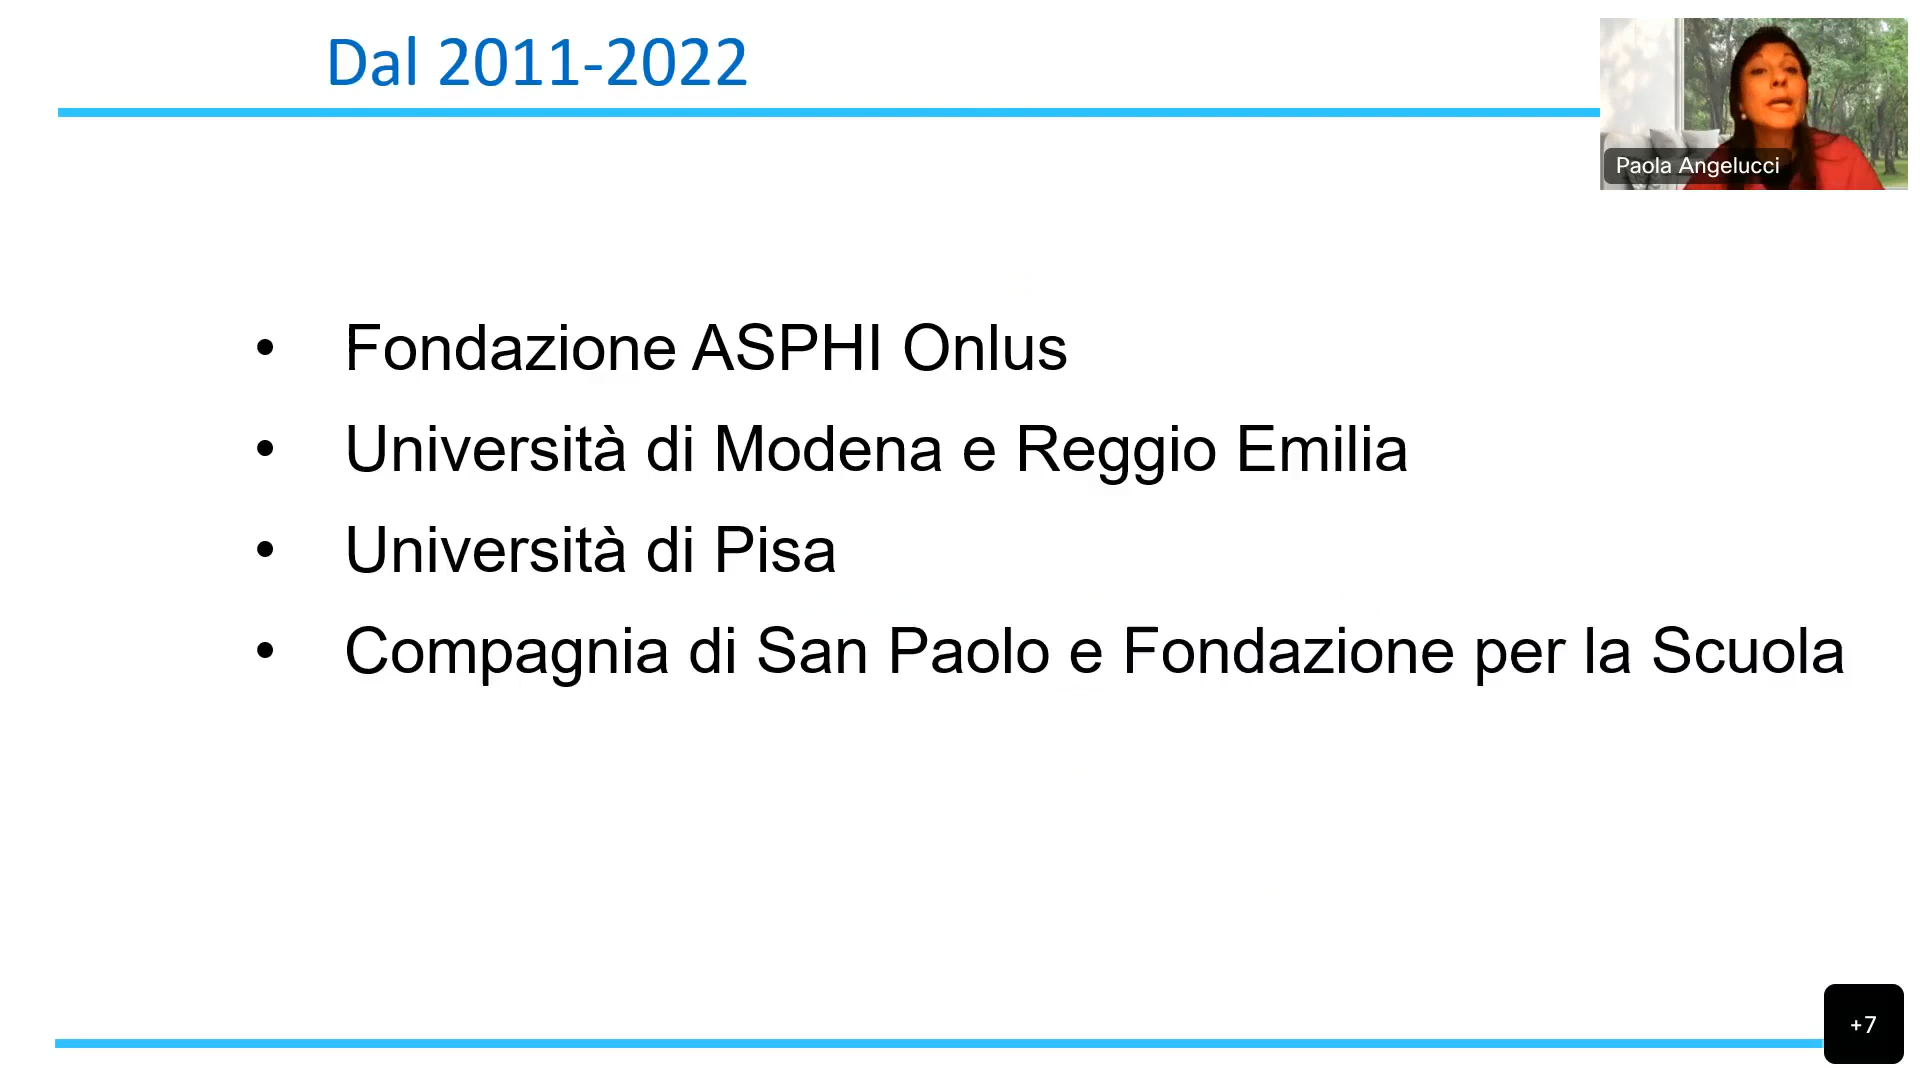 Dal 2011-2022
Paola Angelucci
• Fondazione ASPHI Onlus
• Università di Modena e Reggio Emilia
• Università di Pisa
• Compagnia di San Paolo e Fondazione per la Scuola
+7